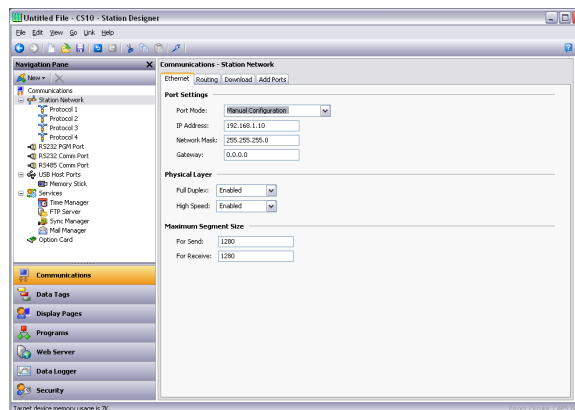 Untitled File - CS10 - Station Designer
File Edit View Go Link Help
Navigation Pane X
New
Communications
Station Network
Protocol 1
Protocol 2
Protocol 3
Protocol 4
RS232 PGM Port
RS232 Comm Port
RS485 Comm Port
USB Host Ports
Memory Stick
Services
Time Manager
FTP Server
Sync Manager
Mail Manager
Option Card
Communications
Data Tags
Display Pages
Programs
Web Server
Data Logger
Security
Communications - Station Network
Ethernet Routing Download Add Ports
Port Settings
Port Mode: Manual Configuration
IP Address: 192.168.1.10
Network Mask: 255.255.255.0
Gateway: 0.0.0.0
Physical Layer
Full Duplex: Enabled
High Speed: Enabled
Maximum Segment Size
For Send: 1280
For Receive: 1280
Target device memory usage is 7K.